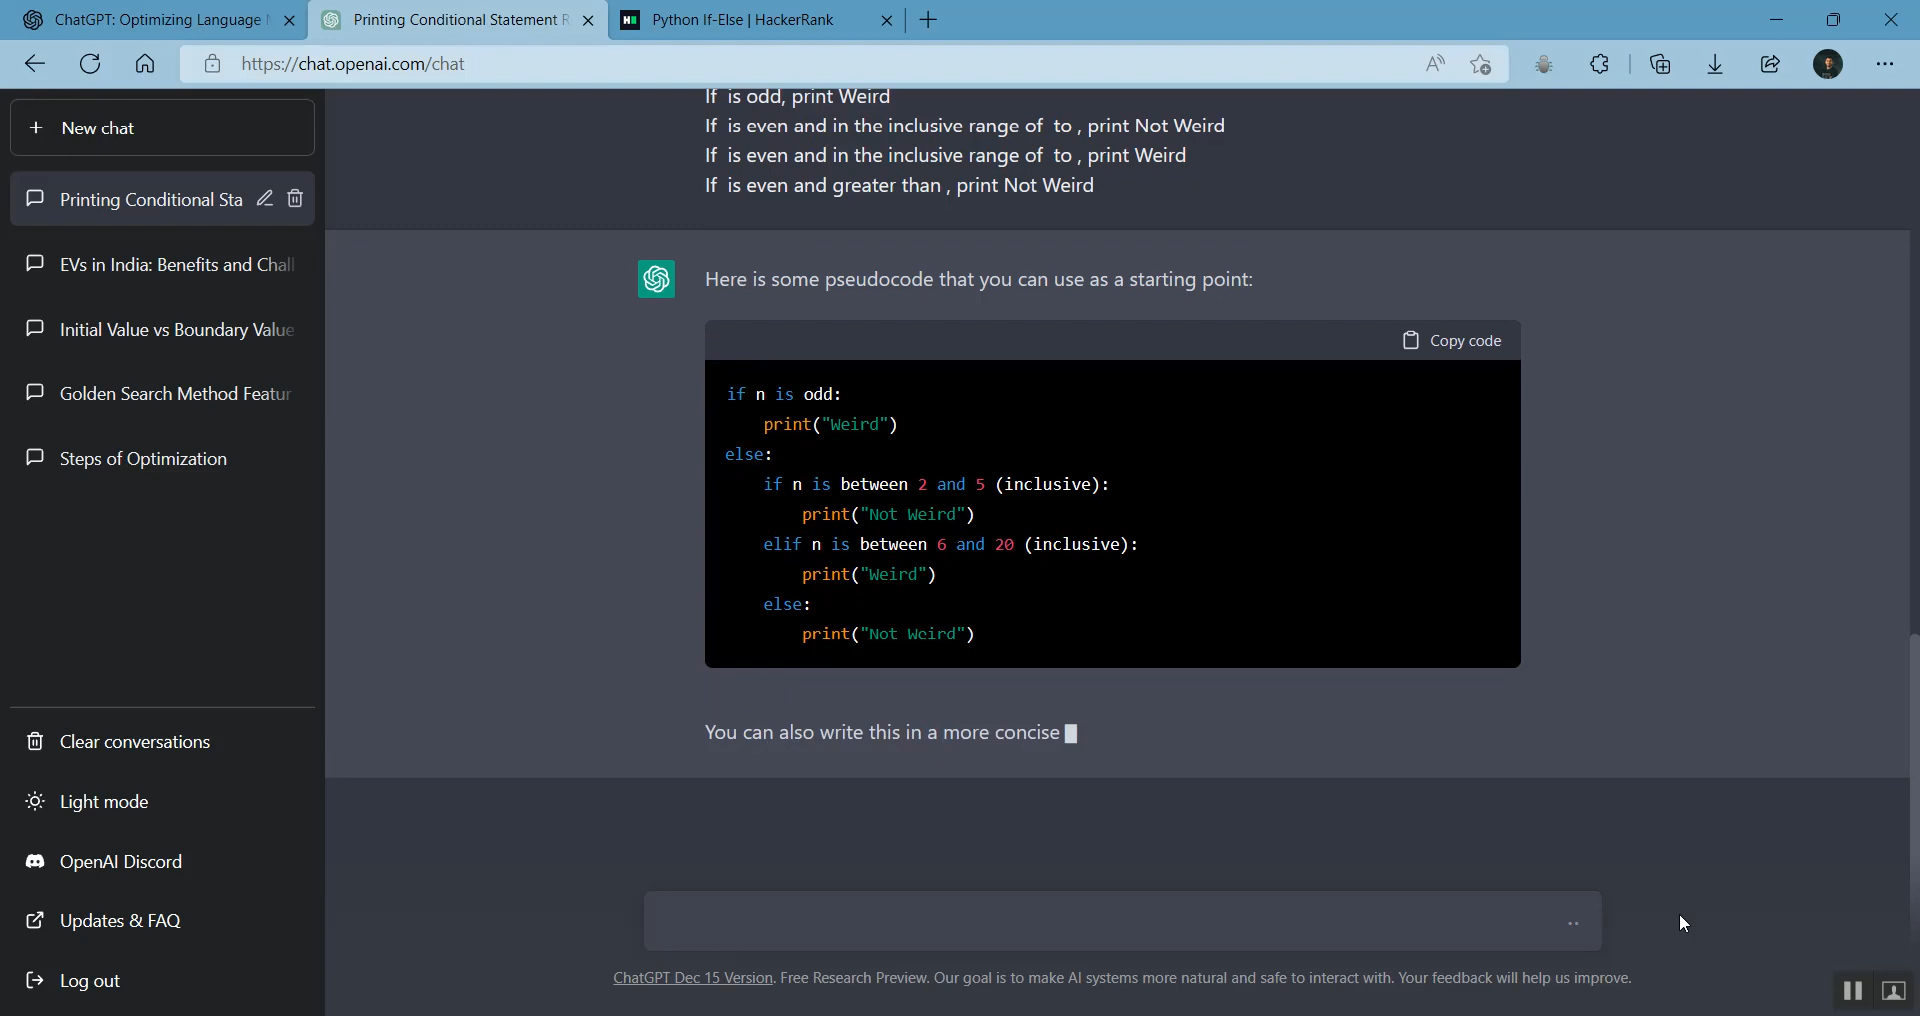 ChatGPT: Optimizing Language
Printing Conditional Statement R
Python If-Else | HackerRank
https://chat.openai.com/chat
New chat
Printing Conditional Sta
EVs in India: Benefits and Chall
Initial Value vs Boundary Value
Golden Search Method Featur
Steps of Optimization
Clear conversations
Light mode
OpenAI Discord
Updates & FAQ
Log out
If is odd, print Weird
If is even and in the inclusive range of to , print Not Weird
If is even and in the inclusive range of to , print Weird
If is even and greater than , print Not Weird
Here is some pseudocode that you can use as a starting point:
Copy code
if n is odd:
print("Weird")
else:
if n is between 2 and 5 (inclusive):
print("Not Weird")
elif n is between 6 and 20 (inclusive):
print("Weird")
else:
print("Not Weird")
You can also write this in a more concise
ChatGPT Dec 15 Version. Free Research Preview. Our goal is to make AI systems more natural and safe to interact with. Your feedback will help us improve.